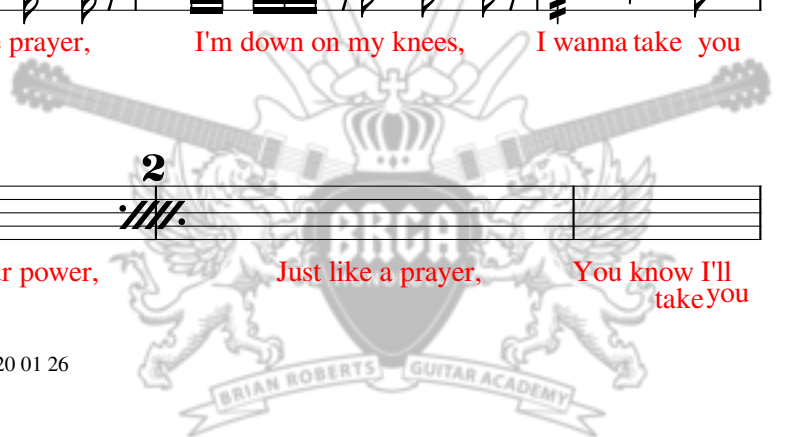 prayer, I'm down on my knees, I wanna take you
2
BRGA
power, Just like a prayer, You know I'll
take you
20 01 26
BRIAN ROBERTS GUITAR ACADEMY